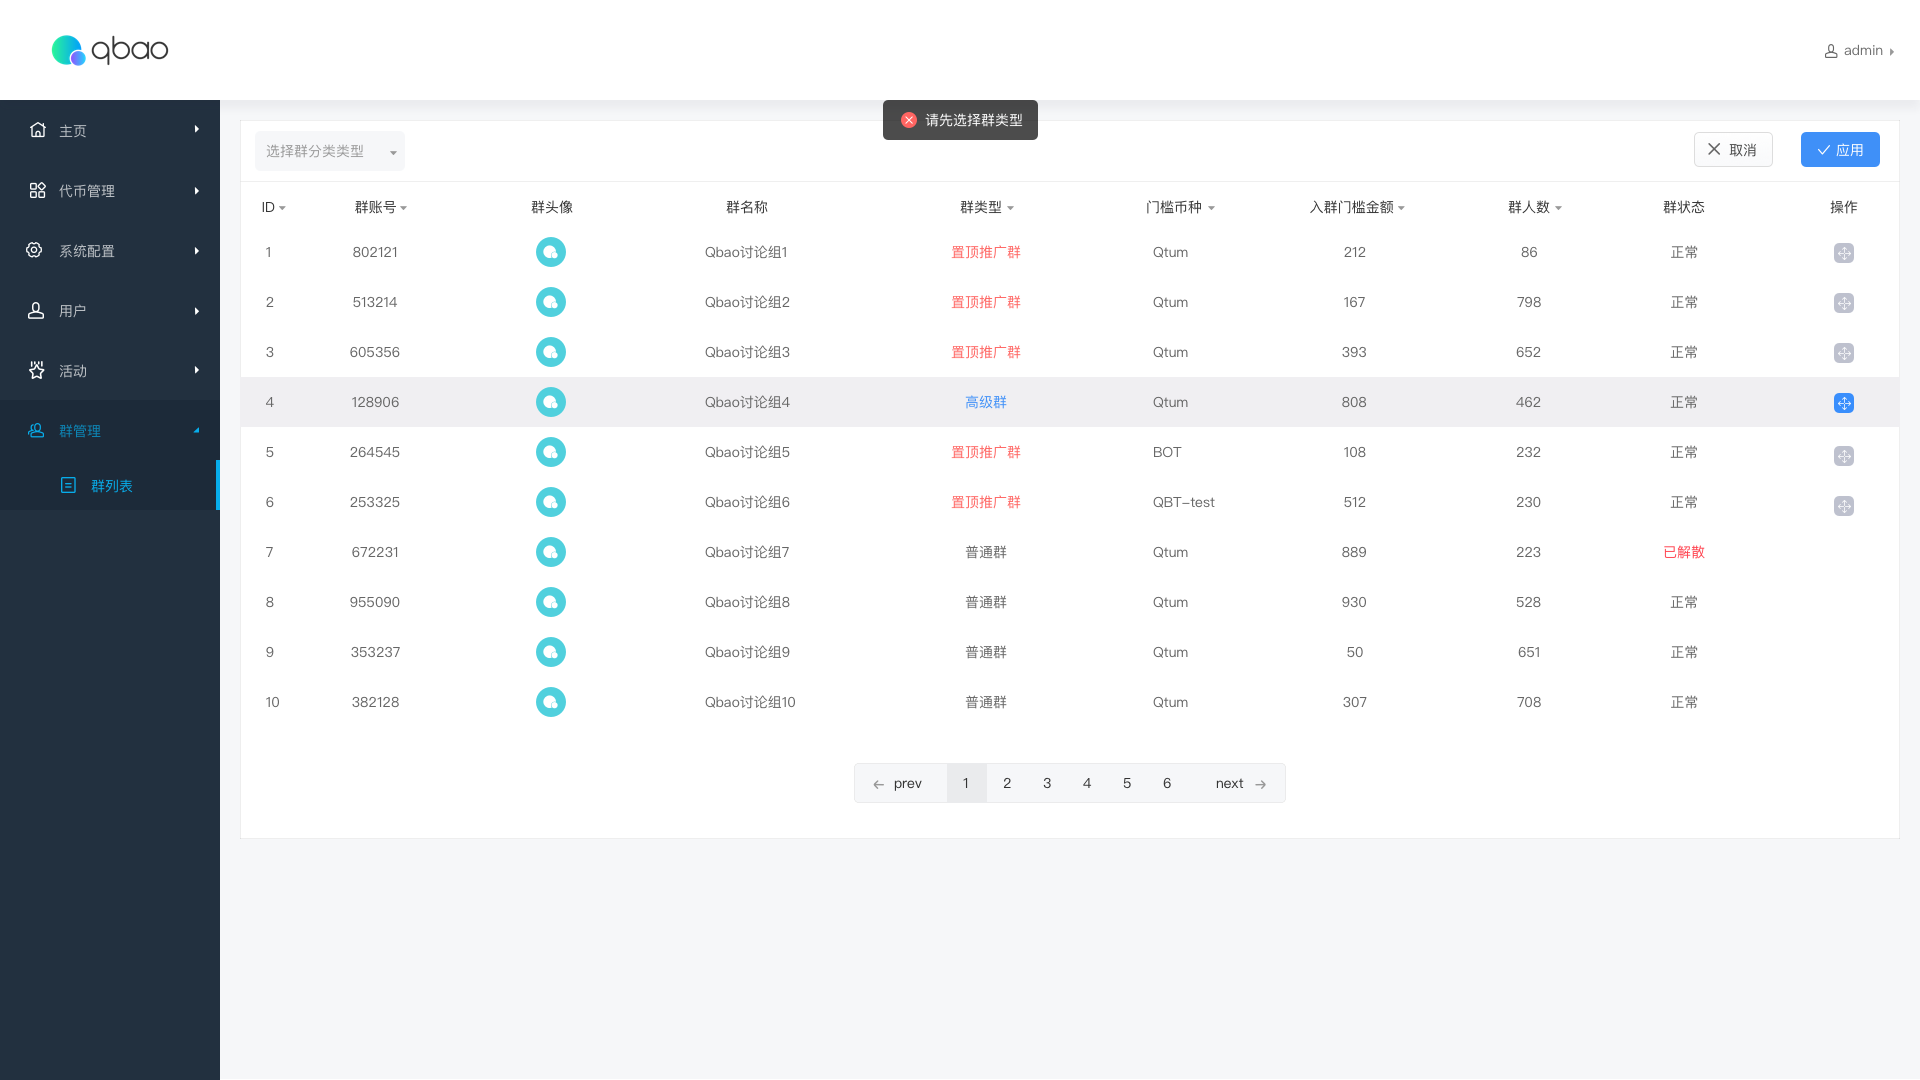 qbao
admin
请先选择群类型
主页
代币管理
系统配置
用户
活动
群管理
群列表
选择群分类类型
取消
应用
ID 群账号 群头像 群名称 群类型 门槛币种 入群门槛金额 群人数 群状态 操作
1 802121 Qbao讨论组1 置顶推广群 Qtum 212 86 正常
2 513214 Qbao讨论组2 置顶推广群 Qtum 167 798 正常
3 605356 Qbao讨论组3 置顶推广群 Qtum 393 652 正常
4 128906 Qbao讨论组4 高级群 Qtum 808 462 正常
5 264545 Qbao讨论组5 置顶推广群 BOT 108 232 正常
6 253325 Qbao讨论组6 置顶推广群 QBT-test 512 230 正常
7 672231 Qbao讨论组7 普通群 Qtum 889 223 已解散
8 955090 Qbao讨论组8 普通群 Qtum 930 528 正常
9 353237 Qbao讨论组9 普通群 Qtum 50 651 正常
10 382128 Qbao讨论组10 普通群 Qtum 307 708 正常
prev 1 2 3 4 5 6 next